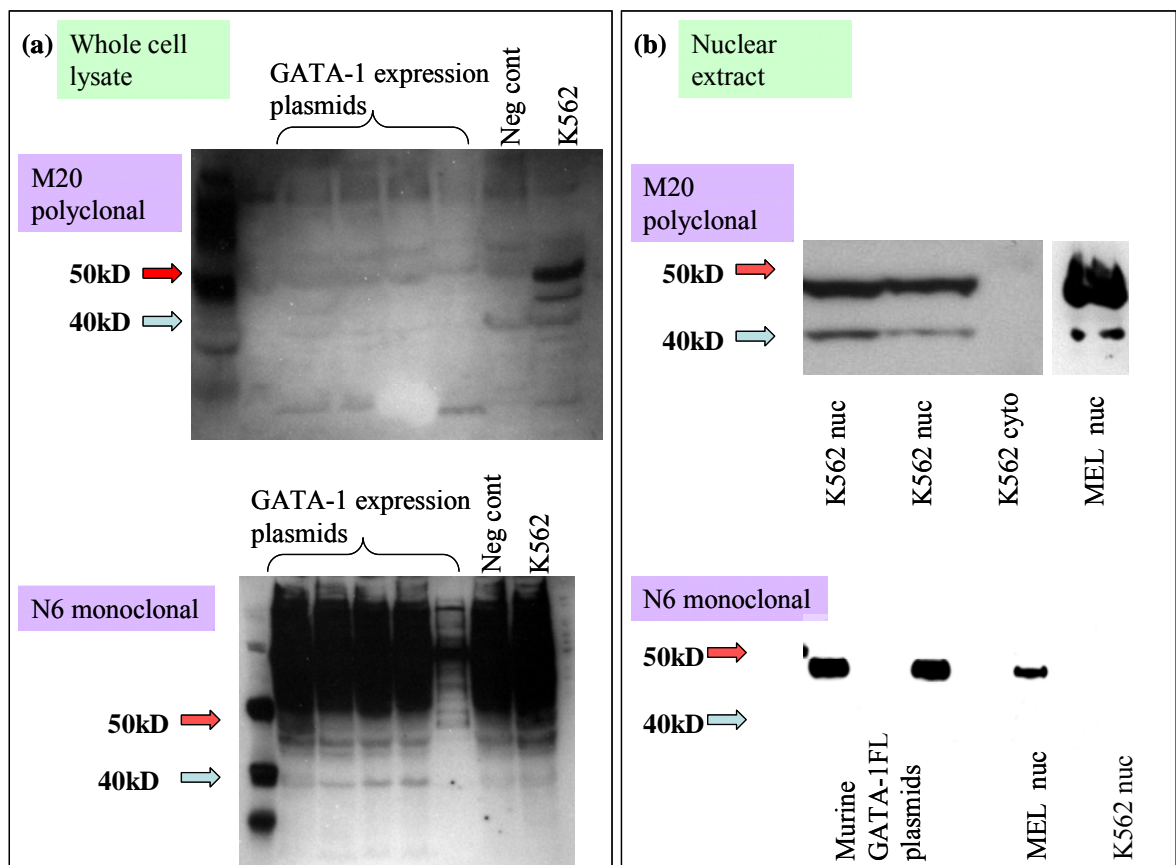 (a)
Whole cell
lysate
GATA-1 expression
plasmids
Neg cont
K562
M20
polyclonal
50kD
40kD
GATA-1 expression
plasmids
Neg cont
K562
N6 monoclonal
50kD
40kD
(b)
Nuclear
extract
M20
polyclonal
50kD
40kD
K562 nuc
K562 nuc
K562 cyto
MEL nuc
N6 monoclonal
50kD
40kD
Murine
GATA-1FL
plasmids
MEL nuc
K562 nuc